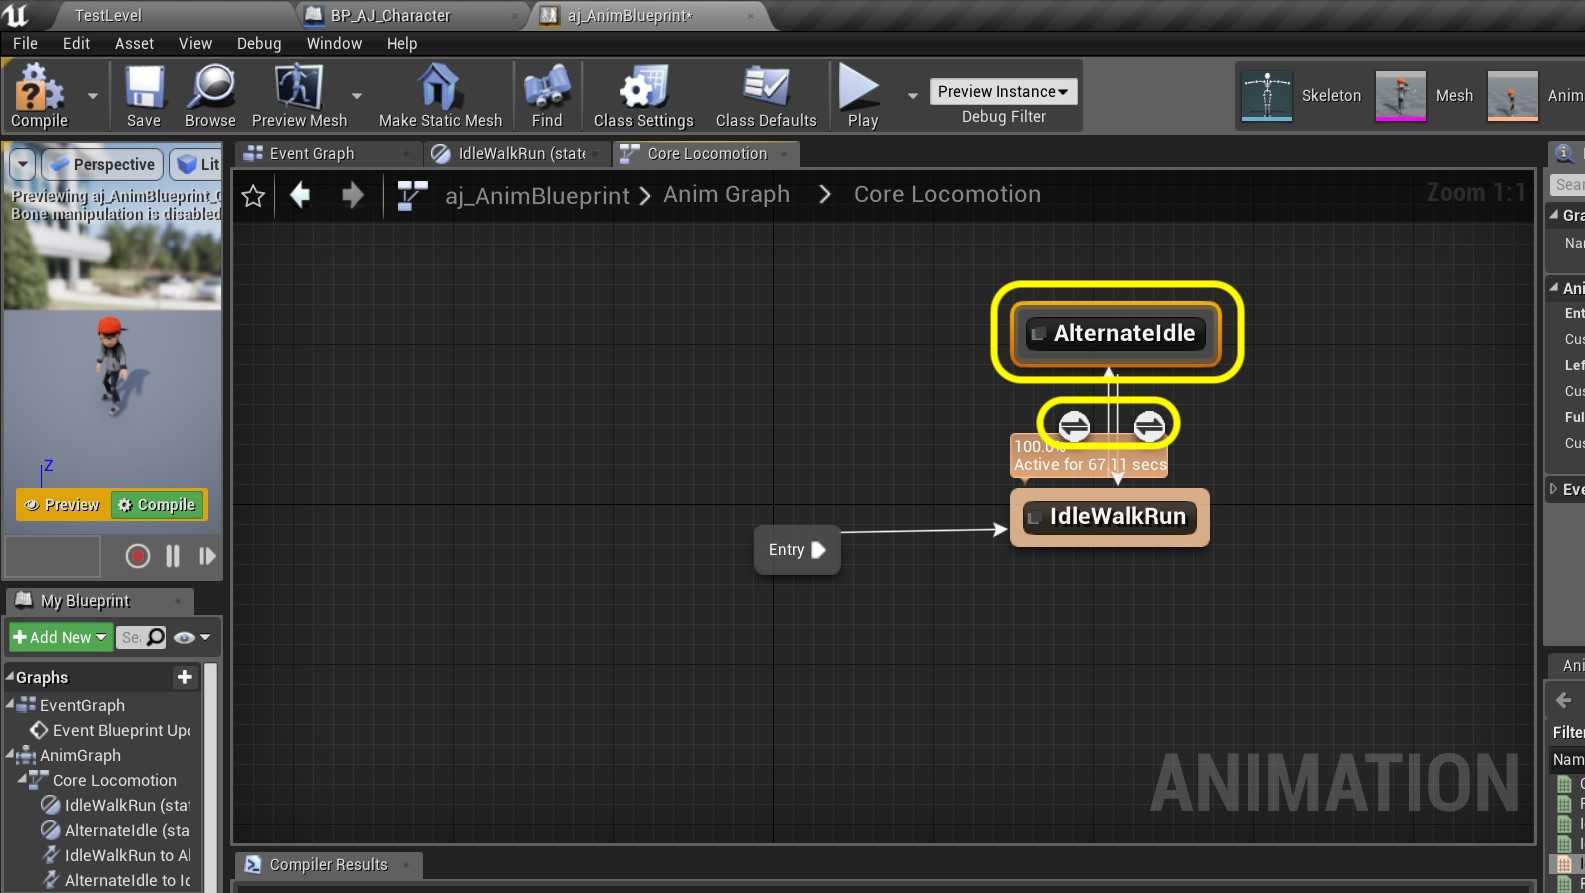 TestLevel
BP_AJ_Character
aj_AnimBlueprint*
File Edit Asset View Debug Window Help
Compile
Save
Browse
Preview Mesh
Make Static Mesh
Find
Class Settings
Class Defaults
Play
Preview Instance
Debug Filter
Skeleton
Mesh
Anim
Perspective
Lit
Previewing aj_AnimBlueprint_C
Bone manipulation is disabled
Z
Preview
Compile
Event Graph
IdleWalkRun (state
Core Locomotion
aj_AnimBlueprint > Anim Graph > Core Locomotion
Zoom 1:1
AlternateIdle
100.0%
Active for 67.11 secs
IdleWalkRun
Entry
ANIMATION
My Blueprint
+ Add New
Graphs
EventGraph
Event Blueprint Upd
AnimGraph
Core Locomotion
IdleWalkRun (stat
AlternateIdle (sta
IdleWalkRun to Al
AlternateIdle to Id
Compiler Results
Sear
Gra
Nam
Ani
Ent
Cus
Lef
Cus
Ful
Cus
Eve
Ani
Filter
Nam